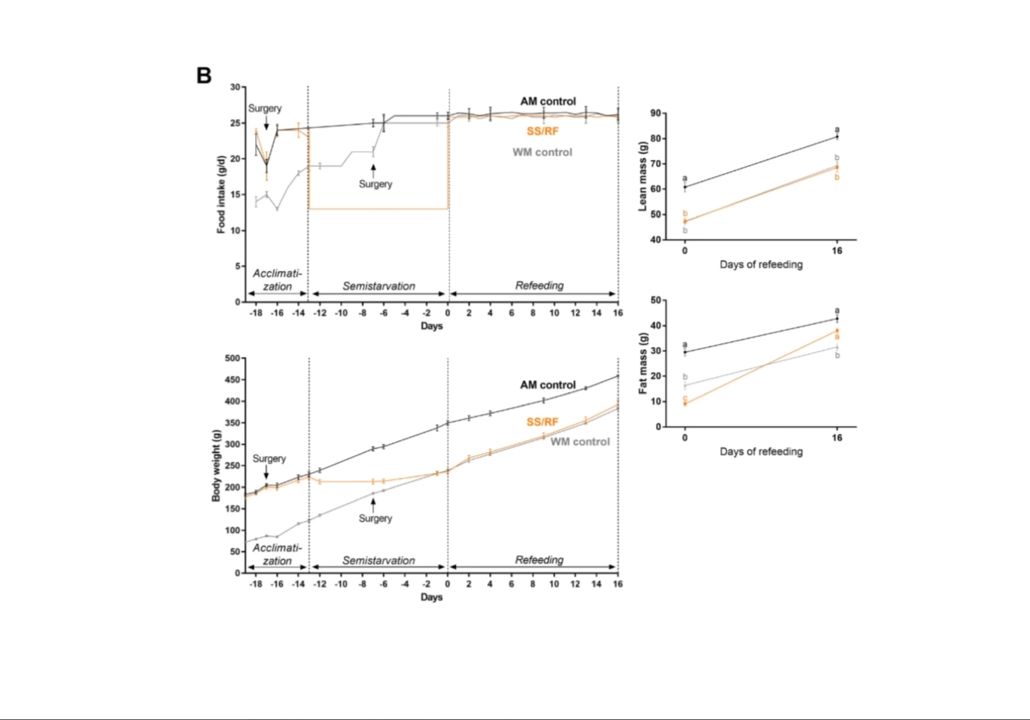 B
30
25
20
15
10
5
0
Food intake (g/d)
Surgery
Surgery
AM control
SS/RF
WM control
Acclimati-
zation
Semistarvation
Refeeding
-18 -16 -14 -12 -10 -8 -6 -4 -2 0 2 4 6 8 10 12 14 16
Days
90
80
70
60
50
40
Lean mass (g)
a
b
b
a
b
b
0 16
Days of refeeding
500
450
400
350
300
250
200
150
100
50
0
Body weight (g)
Surgery
Surgery
AM control
SS/RF
WM control
Acclimati-
zation
Semistarvation
Refeeding
-18 -16 -14 -12 -10 -8 -6 -4 -2 0 2 4 6 8 10 12 14 16
Days
50
40
30
20
10
0
Fat mass (g)
a
b
c
a
a
b
0 16
Days of refeeding